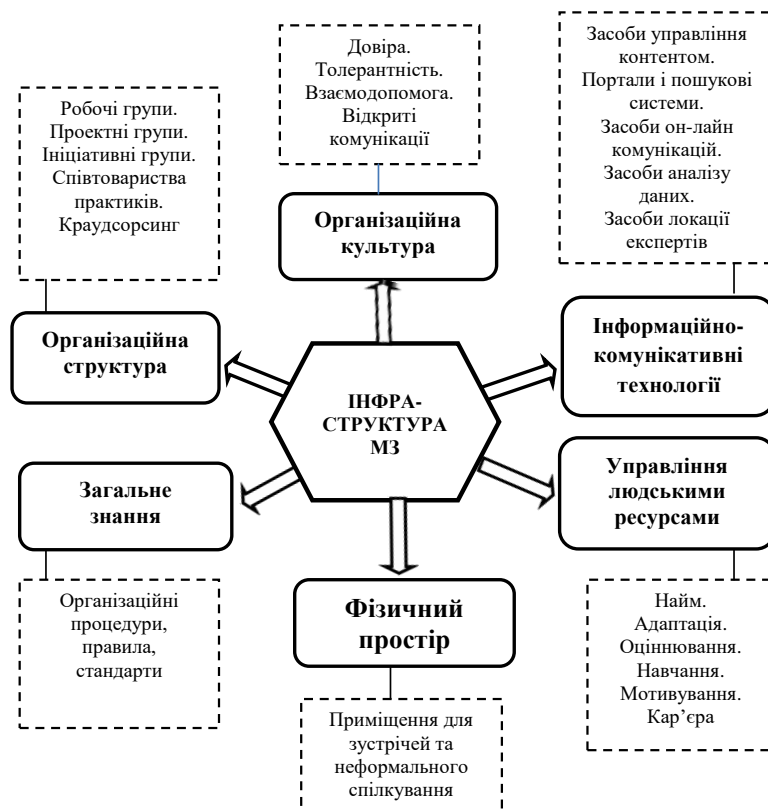 Довіра.
Толерантність.
Взаємодопомога.
Відкриті
комунікації
Засоби управління
контентом.
Портали і пошукові
системи.
Засоби он-лайн
комунікацій.
Засоби аналізу
даних.
Засоби локації
експертів
Робочі групи.
Проектні групи.
Ініціативні групи.
Співтовариства
практиків.
Краудсорсинг
Організаційна
культура
Організаційна
структура
Інформаційно-
комунікативні
технології
ІНФРА-
СТРУКТУРА
МЗ
Загальне
знання
Управління
людськими
ресурсами
Фізичний
простір
Організаційні
процедури,
правила,
стандарти
Найм.
Адаптація.
Оціннювання.
Навчання.
Мотивування.
Кар’єра
Приміщення для
зустрічей та
неформального
спілкування